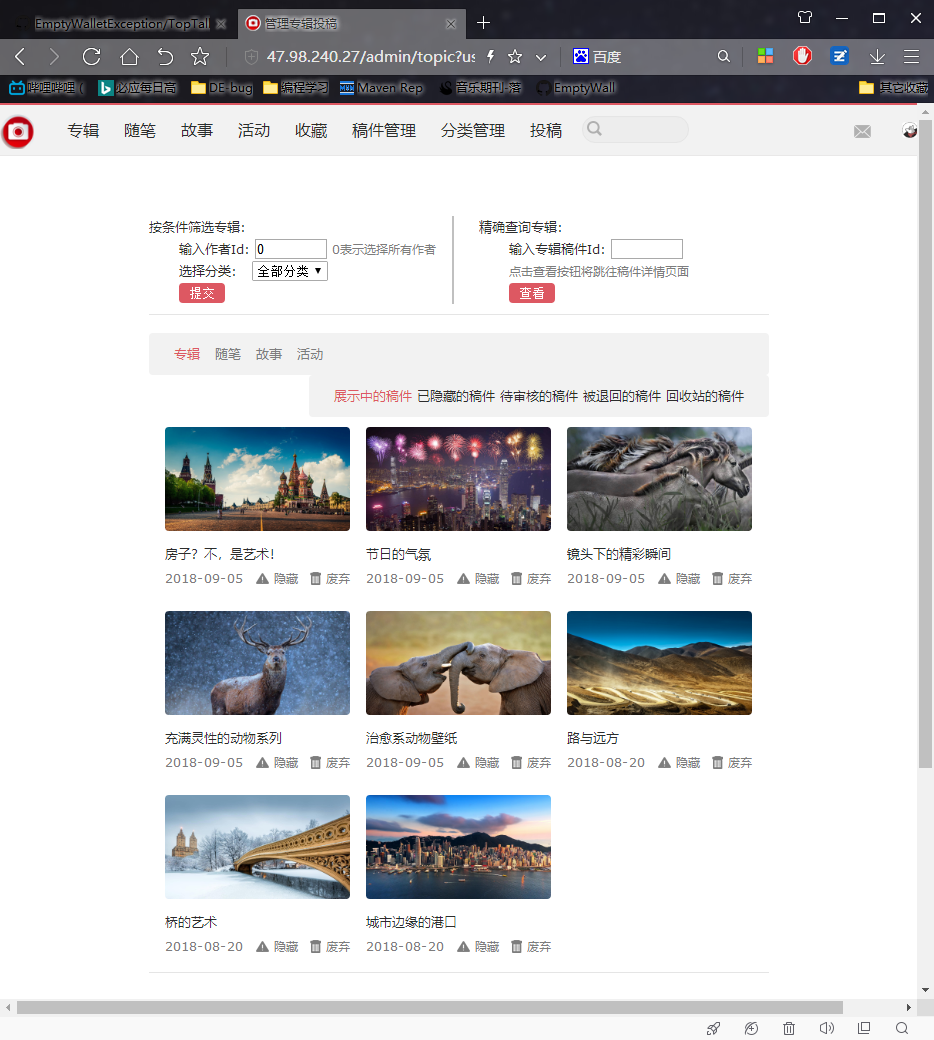 EmptyWalletException/TopTal
管理专辑投稿
47.98.240.27/admin/topic?us
百度
哔哩哔哩 (
必应每日高
DE-bug
编程学习
Maven Rep
音乐期刊-落
EmptyWall
其它收藏
专辑 随笔 故事 活动 收藏 稿件管理 分类管理 投稿
按条件筛选专辑:
输入作者Id: 0 0表示选择所有作者
选择分类: 全部分类
提交
精确查询专辑:
输入专辑稿件Id:
点击查看按钮将跳往稿件详情页面
查看
专辑 随笔 故事 活动
展示中的稿件 已隐藏的稿件 待审核的稿件 被退回的稿件 回收站的稿件
房子？不，是艺术！
2018-09-05 隐藏 废弃
节日的气氛
2018-09-05 隐藏 废弃
镜头下的精彩瞬间
2018-09-05 隐藏 废弃
充满灵性的动物系列
2018-09-05 隐藏 废弃
治愈系动物壁纸
2018-09-05 隐藏 废弃
路与远方
2018-08-20 隐藏 废弃
桥的艺术
2018-08-20 隐藏 废弃
城市边缘的港口
2018-08-20 隐藏 废弃